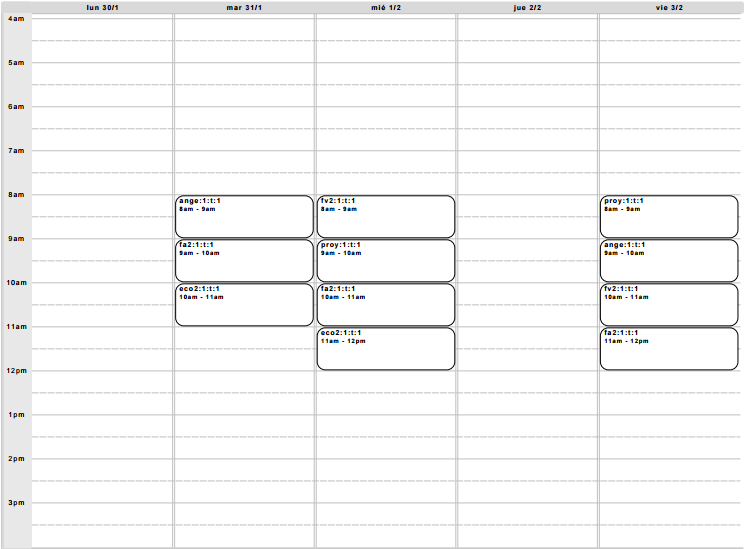 lun 30/1 mar 31/1 mié 1/2 jue 2/2 vie 3/2
4am
5am
6am
7am
8am
ange:1:t:1
8am - 9am
fv2:1:t:1
8am - 9am
proy:1:t:1
8am - 9am
9am
fa2:1:t:1
9am - 10am
proy:1:t:1
9am - 10am
ange:1:t:1
9am - 10am
10am
eco2:1:t:1
10am - 11am
fa2:1:t:1
10am - 11am
fv2:1:t:1
10am - 11am
11am
eco2:1:t:1
11am - 12pm
fa2:1:t:1
11am - 12pm
12pm
1pm
2pm
3pm